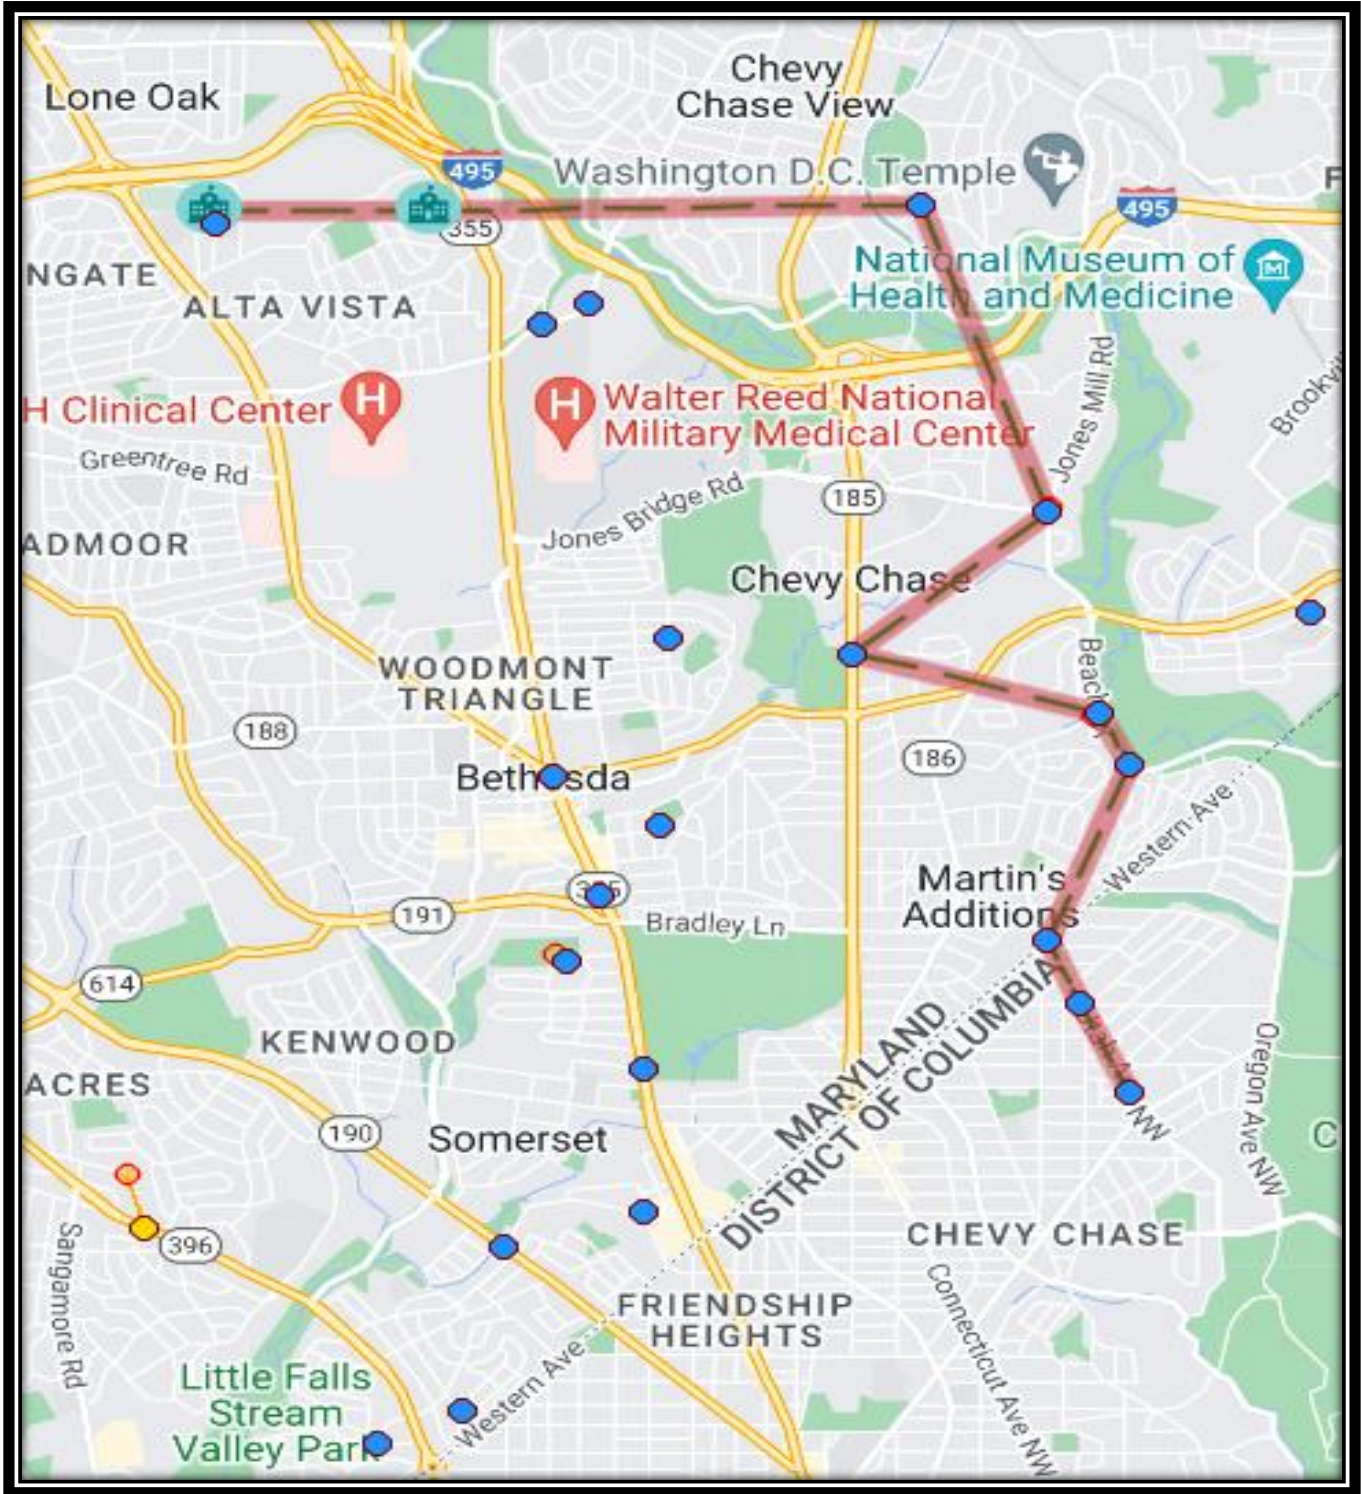 Chevy
Chase View
Lone Oak
495
Washington D.C. Temple
F
495
355
National Museum of
Health and Medicine
NGATE
ALTA VISTA
Jones Mill Rd
H Clinical Center
H
H
Walter Reed National
Military Medical Center
Greentree Rd
185
Jones Bridge Rd
ADMOOR
Chevy Chase
WOODMONT
TRIANGLE
Beach
188
186
Bethesda
Western Ave
Martin's
Additions
355
191
Bradley Ln
614
KENWOOD
MARYLAND
DISTRICT OF COLUMBIA
Oregon Ave NW
ACRES
190
Somerset
NW
C
396
Sangamore Rd
CHEVY CHASE
FRIENDSHIP
HEIGHTS
Connecticut Ave NW
Little Falls
Stream
Valley Park
Western Ave